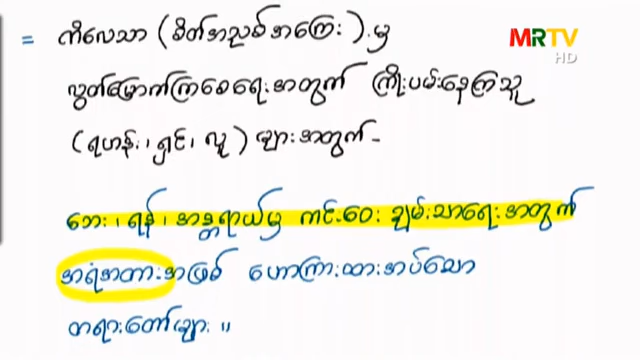 MRTV
HD
= ကိလေသာ (စိတ်အညစ်အကြေး) မှ
လွတ်မြောက်ကြစေရေးအတွက် ကြိုးပမ်းနေကြသူ
(ရဟန်း၊ ရှင်၊ လူ) များအတွက် -
ဘေး၊ ရန်၊ အန္တရာယ်မှ ကင်းဝေး ချမ်းသာရေးအတွက်
အရံအတားအဖြစ် ဟောကြားထားအပ်သော
တရားတော်များ ။